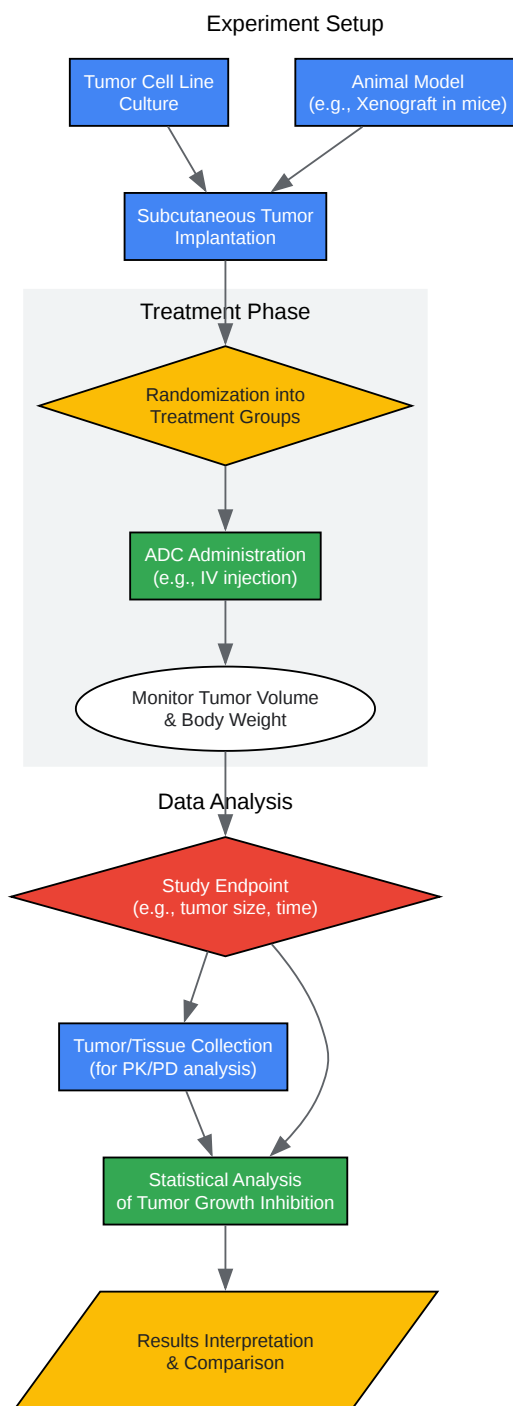 Experiment Setup
Tumor Cell Line
Culture
Animal Model
(e.g., Xenograft in mice)
Subcutaneous Tumor
Implantation
Treatment Phase
Randomization into
Treatment Groups
ADC Administration
(e.g., IV injection)
Monitor Tumor Volume
& Body Weight
Data Analysis
Study Endpoint
(e.g., tumor size, time)
Tumor/Tissue Collection
(for PK/PD analysis)
Statistical Analysis
of Tumor Growth Inhibition
Results Interpretation
& Comparison